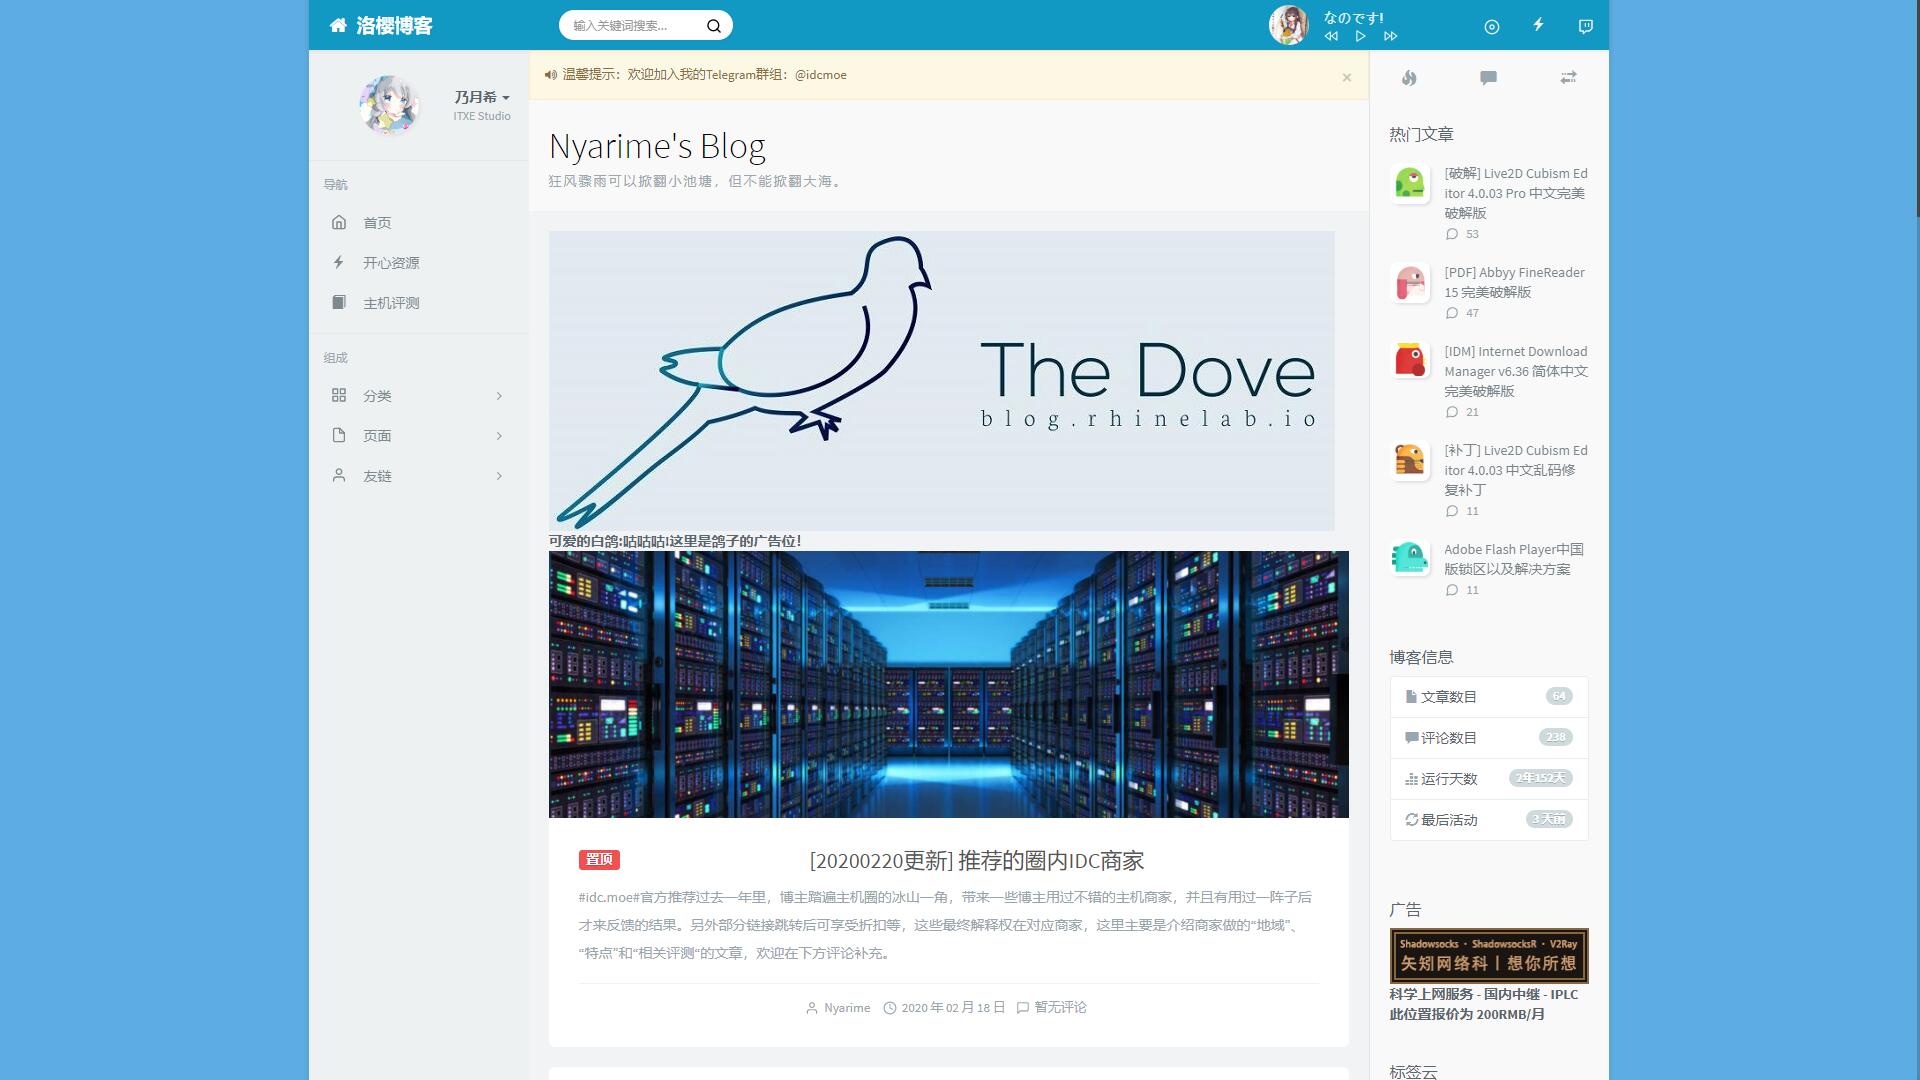 洛樱博客
输入关键词搜索...
なのです!
乃月希
ITXE Studio
导航
首页
开心资源
主机评测
组成
分类
页面
友链
温馨提示：欢迎加入我的Telegram群组：@idcmoe
×
Nyarime's Blog
狂风骤雨可以掀翻小池塘，但不能掀翻大海。
The Dove
blog.rhinelab.io
可爱的白鸽:咕咕咕!这里是鸽子的广告位!
置顶
[20200220更新] 推荐的圈内IDC商家
#idc.moe#官方推荐过去一年里，博主踏遍主机圈的冰山一角，带来一些博主用过不错的主机商家，并且有用过一阵子后
才来反馈的结果。另外部分链接跳转后可享受折扣等，这些最终解释权在对应商家，这里主要是介绍商家做的“地域”、
“特点”和“相关评测”的文章，欢迎在下方评论补充。
Nyarime 2020 年 02 月 18 日 暂无评论
热门文章
[破解] Live2D Cubism Ed
itor 4.0.03 Pro 中文完美
破解版
53
[PDF] Abbyy FineReader
15 完美破解版
47
[IDM] Internet Download
Manager v6.36 简体中文
完美破解版
21
[补丁] Live2D Cubism Ed
itor 4.0.03 中文乱码修
复补丁
11
Adobe Flash Player中国
版锁区以及解决方案
11
博客信息
文章数目 64
评论数目 238
运行天数 2年152天
最后活动 3 天前
广告
Shadowsocks · ShadowsocksR · V2Ray
矢矧网络科 | 想你所想
科学上网服务 - 国内中继 - IPLC
此位置报价为 200RMB/月
标签云